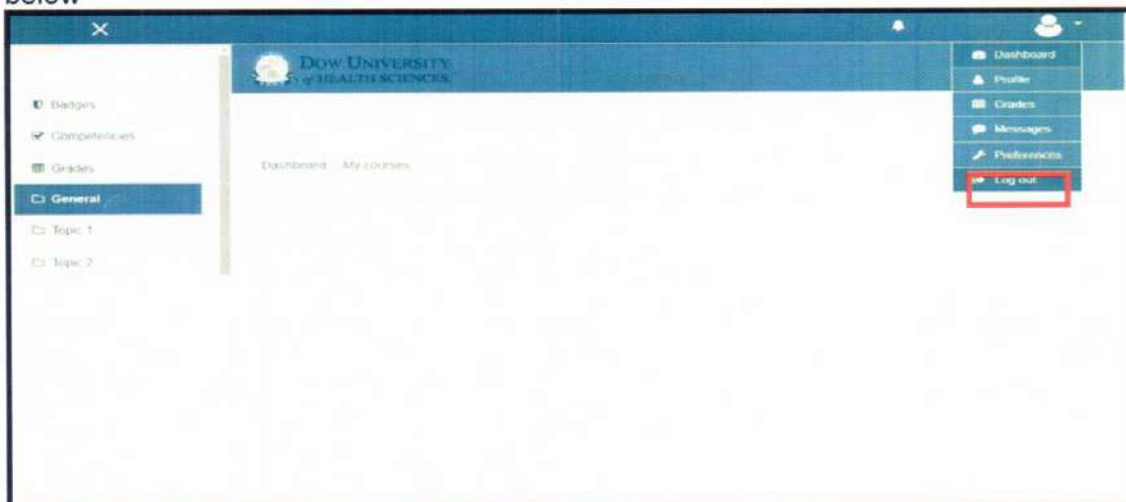 below
Dow University
of Health Sciences
Dashboard
Profile
Grades
Messages
Preferences
Log out
Badges
Competencies
Grades
General
Topic 1
Topic 2
Dashboard My courses